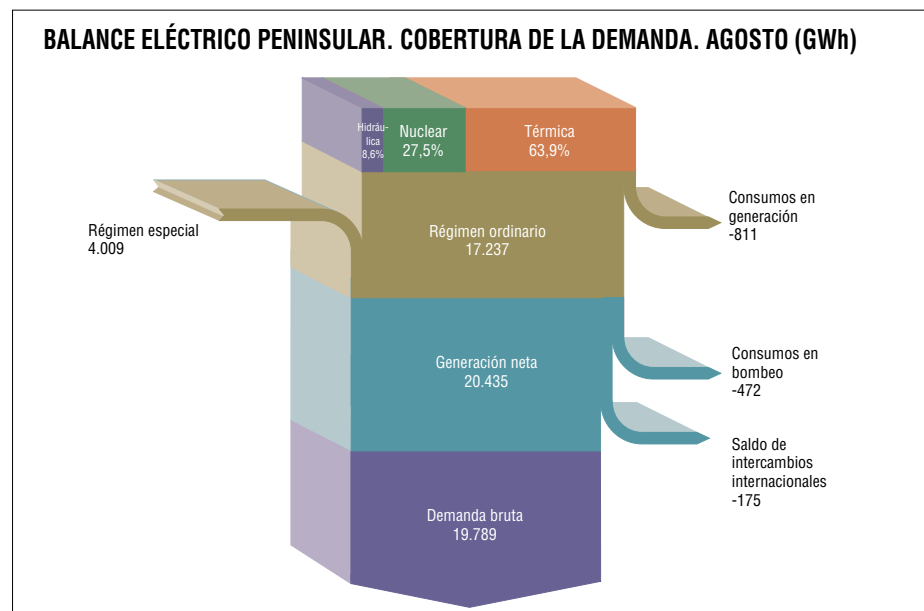 BALANCE ELÉCTRICO PENINSULAR. COBERTURA DE LA DEMANDA. AGOSTO (GWh)
Hidráu-
lica
8,6%
Nuclear
27,5%
Térmica
63,9%
Régimen especial
4.009
Régimen ordinario
17.237
Consumos en
generación
-811
Generación neta
20.435
Consumos en
bombeo
-472
Saldo de
intercambios
internacionales
-175
Demanda bruta
19.789